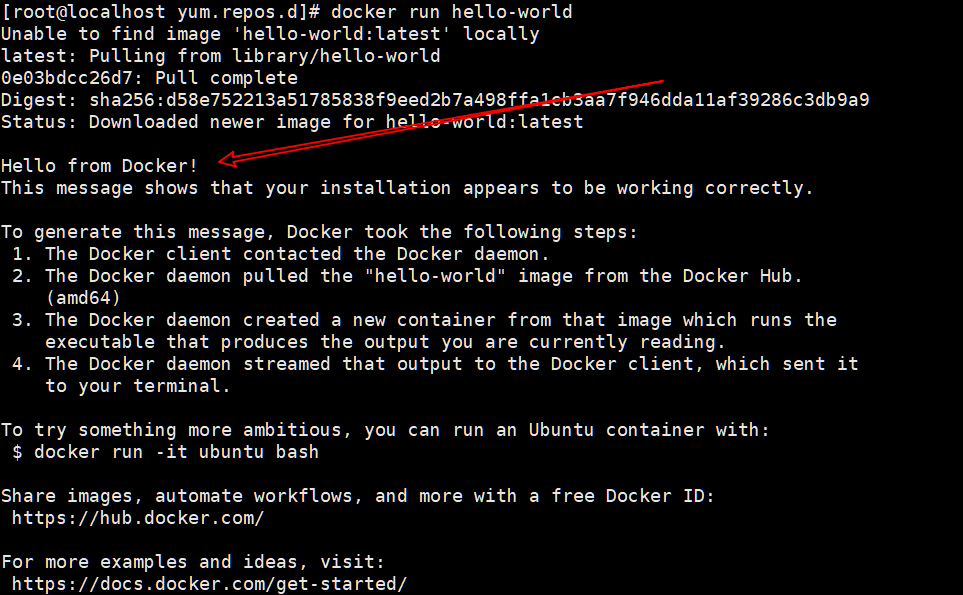 [root@localhost yum.repos.d]# docker run hello-world
Unable to find image 'hello-world:latest' locally
latest: Pulling from library/hello-world
0e03bdcc26d7: Pull complete
Digest: sha256:d58e752213a51785838f9eed2b7a498ffa1cb3aa7f946dda11af39286c3db9a9
Status: Downloaded newer image for hello-world:latest
Hello from Docker!
This message shows that your installation appears to be working correctly.
To generate this message, Docker took the following steps:
1. The Docker client contacted the Docker daemon.
2. The Docker daemon pulled the "hello-world" image from the Docker Hub.
(amd64)
3. The Docker daemon created a new container from that image which runs the
executable that produces the output you are currently reading.
4. The Docker daemon streamed that output to the Docker client, which sent it
to your terminal.
To try something more ambitious, you can run an Ubuntu container with:
$ docker run -it ubuntu bash
Share images, automate workflows, and more with a free Docker ID:
https://hub.docker.com/
For more examples and ideas, visit:
https://docs.docker.com/get-started/